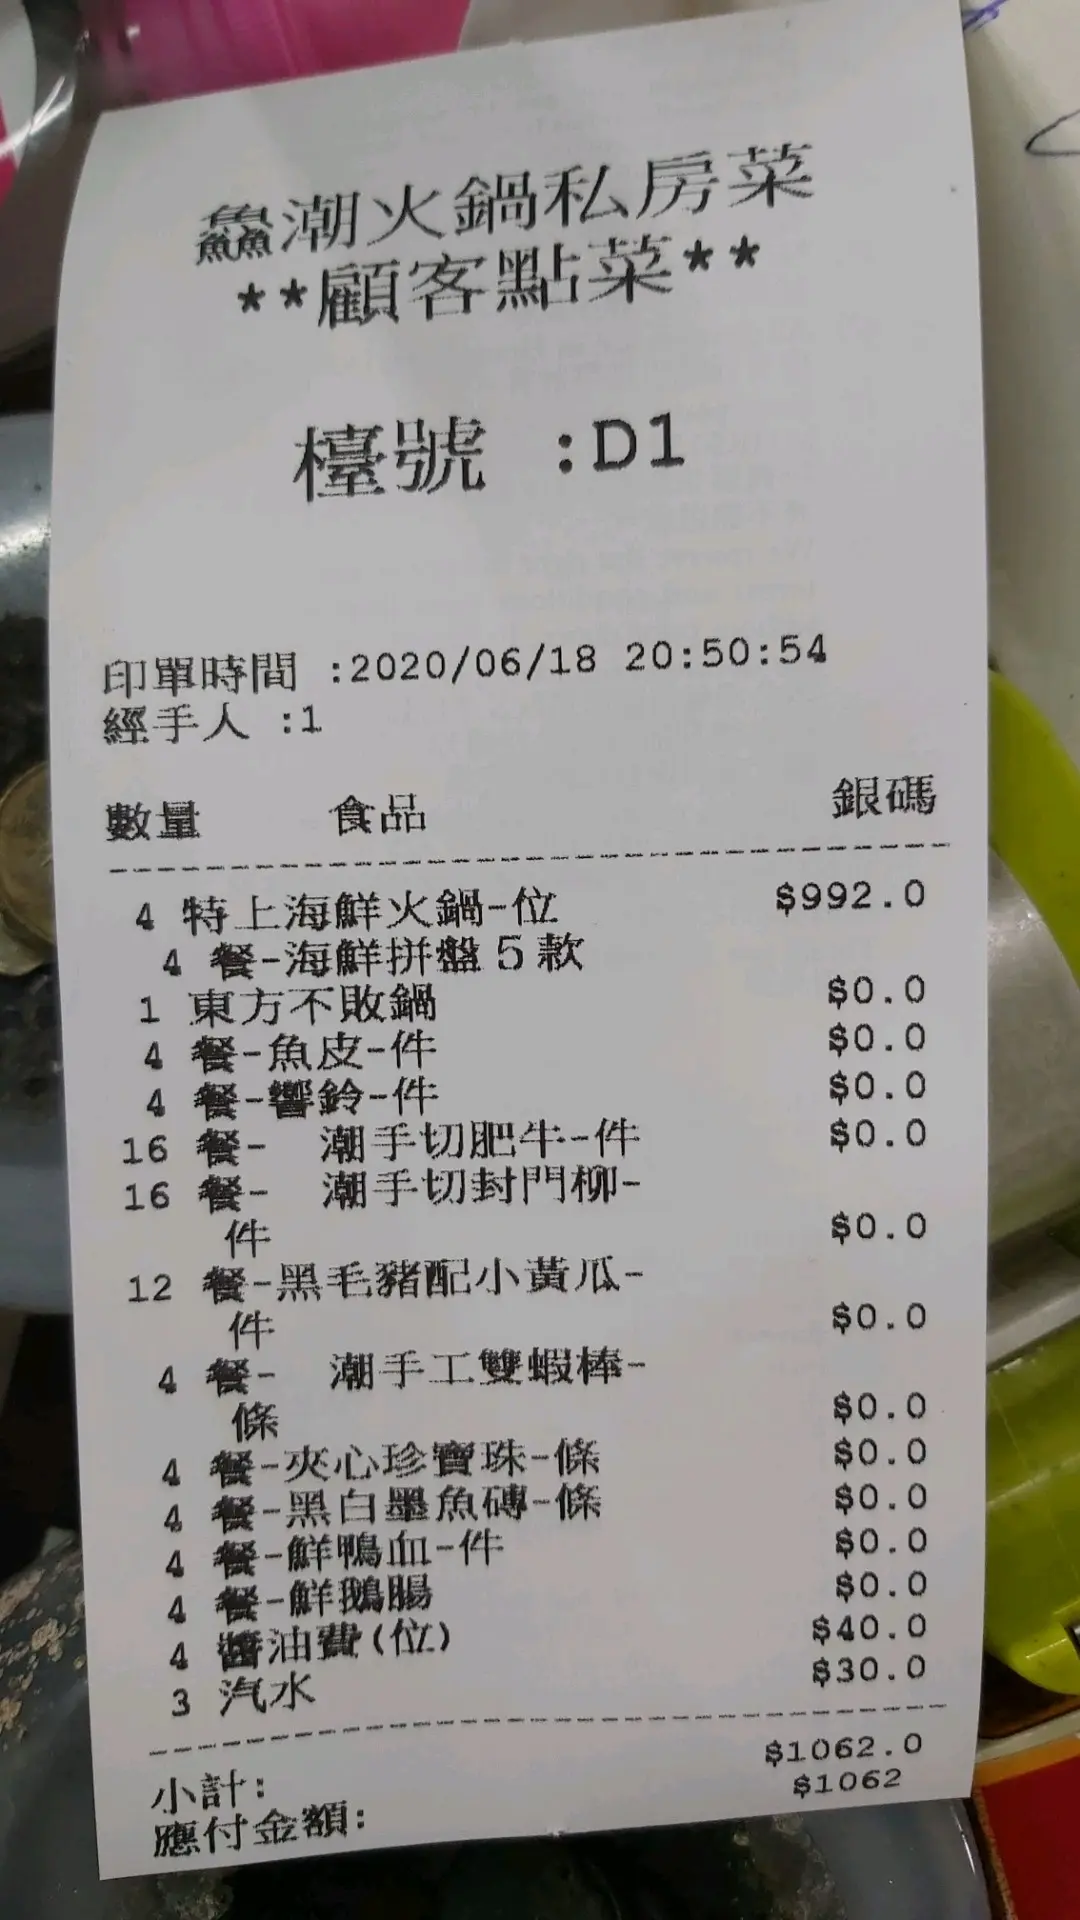 鱻潮火鍋私房菜
**顧客點菜**
檯號 :D1
印單時間 :2020/06/18 20:50:54
經手人 :1
數量 食品 銀碼
4 特上海鮮火鍋-位 $992.0
4 餐-海鮮拼盤5款
1 東方不敗鍋 $0.0
4 餐-魚皮-件 $0.0
4 餐-響鈴-件 $0.0
16 餐- 潮手切肥牛-件 $0.0
16 餐- 潮手切封門柳-
件 $0.0
12 餐-黑毛豬配小黃瓜-
件 $0.0
4 餐- 潮手工雙蝦棒-
條 $0.0
4 餐-夾心珍寶珠-條 $0.0
4 餐-黑白墨魚磚-條 $0.0
4 餐-鮮鴨血-件 $0.0
4 餐-鮮鵝腸 $0.0
4 醬油費(位) $40.0
3 汽水 $30.0
小計: $1062.0
應付金額: $1062